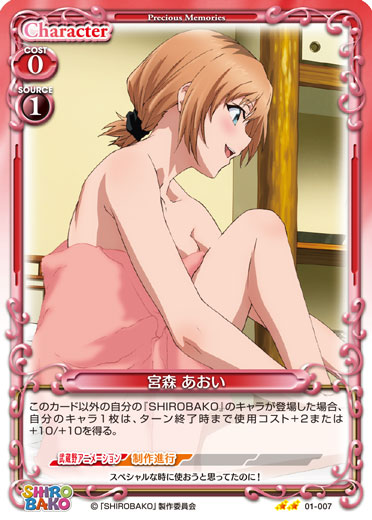 Precious Memories
Character
COST
0
SOURCE
1
宮森 あおい
このカード以外の自分の『SHIROBAKO』のキャラが登場した場合、
自分のキャラ1枚は、ターン終了時まで使用コスト+2または
+10/+10を得る。
武蔵野アニメーション 制作進行
スペシャルな時に使おうと思ってたのに!
SHIRO
BAKO
©「SHIROBAKO」製作委員会
01-007